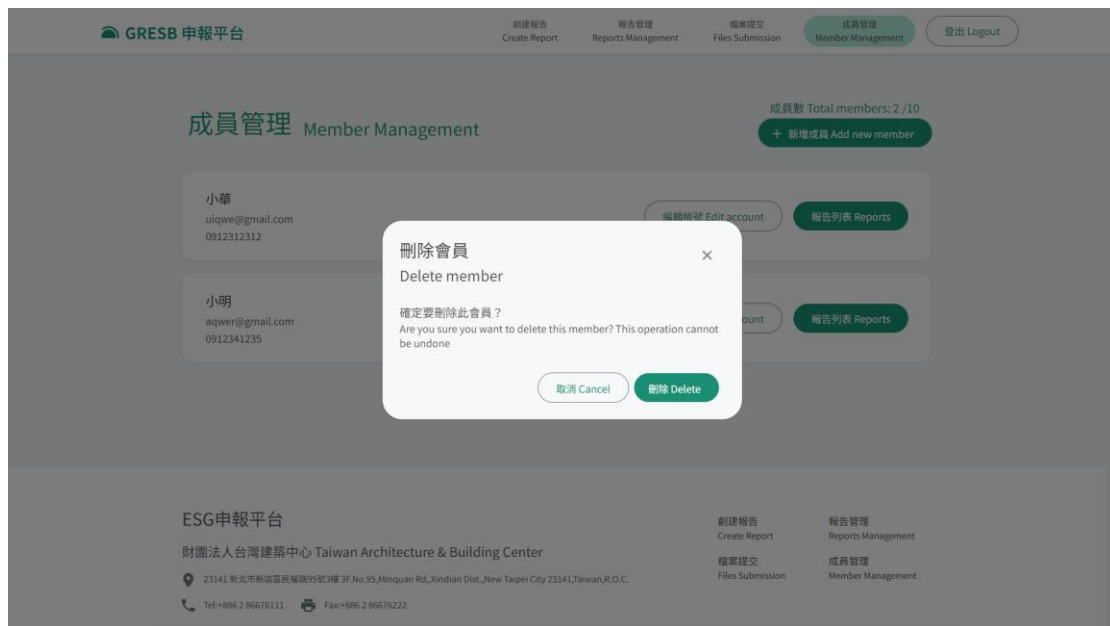 GRESB 申報平台
創建報告
Create Report
報告管理
Reports Management
檔案提交
Files Submission
成員管理
Member Management
登出 Logout
成員管理 Member Management
成員數 Total members: 2 /10
+ 新增成員 Add new member
小華
uiqwe@gmail.com
0912312312
編輯帳號 Edit account
報告列表 Reports
刪除會員
Delete member
×
確定要刪除此會員？
Are you sure you want to delete this member? This operation cannot
be undone
取消 Cancel
刪除 Delete
小明
aqwer@gmail.com
0912341235
ount
報告列表 Reports
ESG申報平台
財團法人台灣建築中心 Taiwan Architecture & Building Center
23141 新北市新店區民權路95號3樓 3F.No.95,Minquan Rd,.Xindian Dist.,New Taipei City 23141,Taiwan,R.O.C.
Tel:+886 2 86676111 Fax:+886 2 86676222
創建報告
Create Report
報告管理
Reports Management
檔案提交
Files Submission
成員管理
Member Management